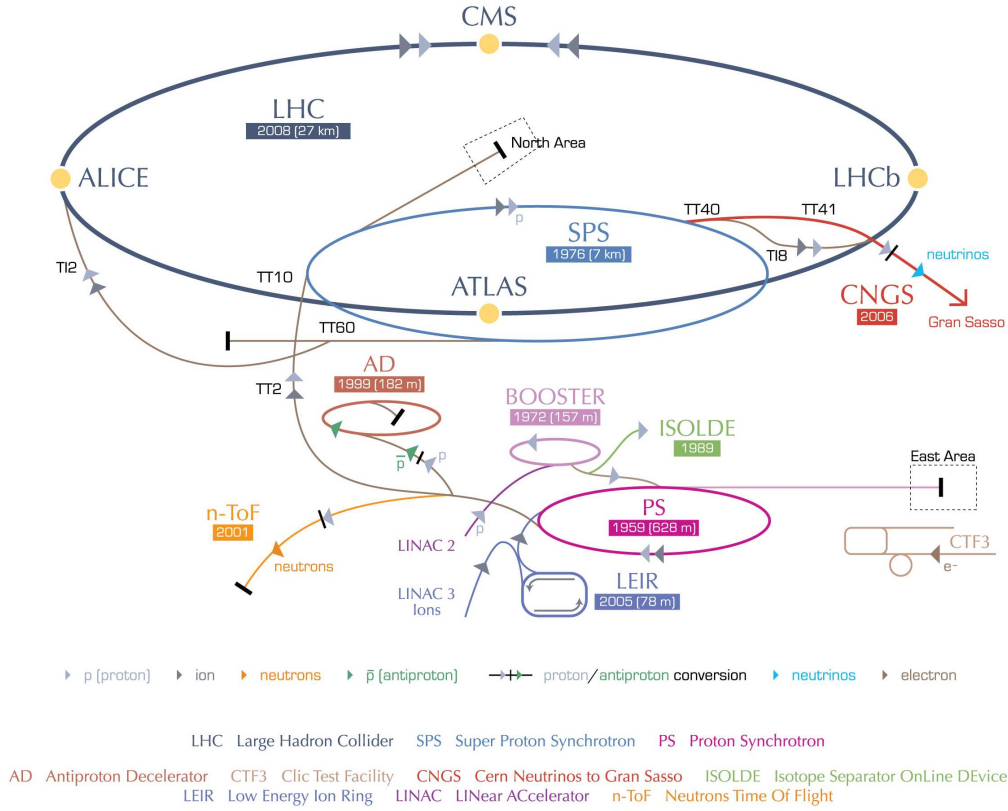 CMS
LHC
2008 (27 km)
North Area
ALICE
LHCb
TT40
TT41
p
SPS
1976 (7 km)
TI2
TT10
TI8
neutrinos
ATLAS
CNGS
2006
Gran Sasso
TT60
AD
1999 (182 m)
TT2
BOOSTER
1972 (157 m)
ISOLDE
1989
p̅
p
East Area
n-ToF
2001
PS
1959 (628 m)
p
LINAC 2
neutrons
CTF3
e-
LEIR
2005 (78 m)
LINAC 3
Ions
p (proton) ion neutrons p̅ (antiproton) proton/antiproton conversion neutrinos electron
LHC Large Hadron Collider SPS Super Proton Synchrotron PS Proton Synchrotron
AD Antiproton Decelerator CTF3 Clic Test Facility CNGS Cern Neutrinos to Gran Sasso ISOLDE Isotope Separator OnLine DEvice
LEIR Low Energy Ion Ring LINAC LINear ACcelerator n-ToF Neutrons Time Of Flight